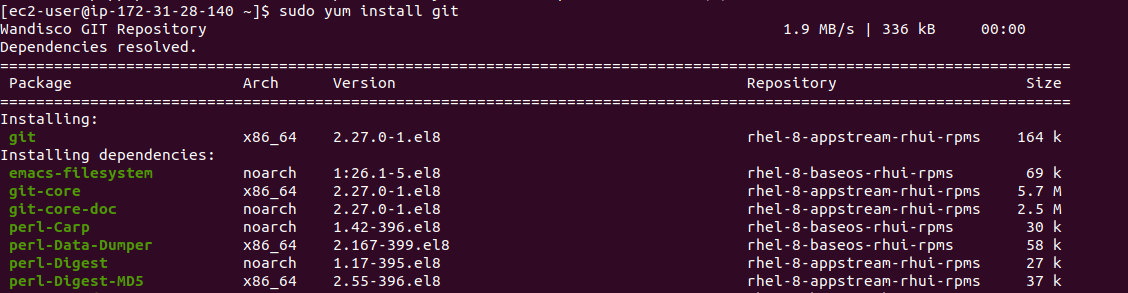 [ec2-user@ip-172-31-28-140 ~]$ sudo yum install git
Wandisco GIT Repository 1.9 MB/s | 336 kB 00:00
Dependencies resolved.
================================================================================
Package Arch Version Repository Size
================================================================================
Installing:
git x86_64 2.27.0-1.el8 rhel-8-appstream-rhui-rpms 164 k
Installing dependencies:
emacs-filesystem noarch 1:26.1-5.el8 rhel-8-baseos-rhui-rpms 69 k
git-core x86_64 2.27.0-1.el8 rhel-8-appstream-rhui-rpms 5.7 M
git-core-doc noarch 2.27.0-1.el8 rhel-8-appstream-rhui-rpms 2.5 M
perl-Carp noarch 1.42-396.el8 rhel-8-baseos-rhui-rpms 30 k
perl-Data-Dumper x86_64 2.167-399.el8 rhel-8-baseos-rhui-rpms 58 k
perl-Digest noarch 1.17-395.el8 rhel-8-appstream-rhui-rpms 27 k
perl-Digest-MD5 x86_64 2.55-396.el8 rhel-8-appstream-rhui-rpms 37 k